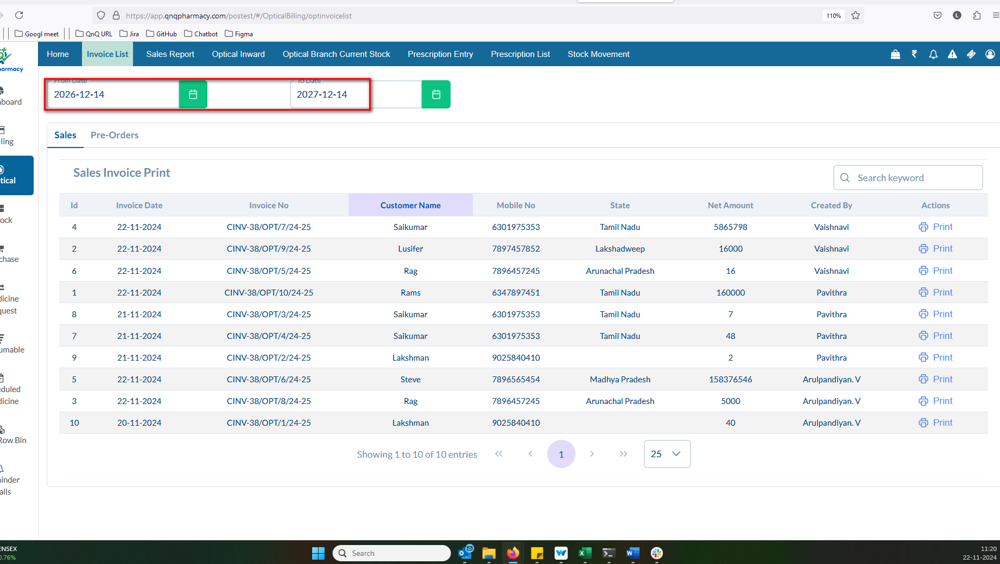 https://app.qnqpharmacy.com/postest/#/OpticalBilling/optinvoicelist 110% L
Googl meet QnQ URL Jira GitHub Chatbot Figma
Home Invoice List Sales Report Optical Inward Optical Branch Current Stock Prescription Entry Prescription List Stock Movement ₹
armacy
From Date To Date
2026-12-14 2027-12-14
board
lling
tical
ock
chase
dicine
quest
umable
eduled
dicine
Row Bin
inder
alls
Sales Pre-Orders
Sales Invoice Print Search keyword
Id Invoice Date Invoice No Customer Name Mobile No State Net Amount Created By Actions
4 22-11-2024 CINV-38/OPT/7/24-25 Saikumar 6301975353 Tamil Nadu 5865798 Vaishnavi Print
2 22-11-2024 CINV-38/OPT/9/24-25 Lusifer 7897457852 Lakshadweep 16000 Vaishnavi Print
6 22-11-2024 CINV-38/OPT/5/24-25 Rag 7896457245 Arunachal Pradesh 16 Vaishnavi Print
1 22-11-2024 CINV-38/OPT/10/24-25 Rams 6347897451 Tamil Nadu 160000 Pavithra Print
8 21-11-2024 CINV-38/OPT/3/24-25 Saikumar 6301975353 Tamil Nadu 7 Pavithra Print
7 21-11-2024 CINV-38/OPT/4/24-25 Saikumar 6301975353 Tamil Nadu 48 Pavithra Print
9 21-11-2024 CINV-38/OPT/2/24-25 Lakshman 9025840410 2 Pavithra Print
5 22-11-2024 CINV-38/OPT/6/24-25 Steve 7896565454 Madhya Pradesh 158376546 Arulpandiyan. V Print
3 22-11-2024 CINV-38/OPT/8/24-25 Rag 7896457245 Arunachal Pradesh 5000 Arulpandiyan. V Print
10 20-11-2024 CINV-38/OPT/1/24-25 Lakshman 9025840410 40 Arulpandiyan. V Print
Showing 1 to 10 of 10 entries 1 25
ENSEX
0.76%
Search
11:20
22-11-2024